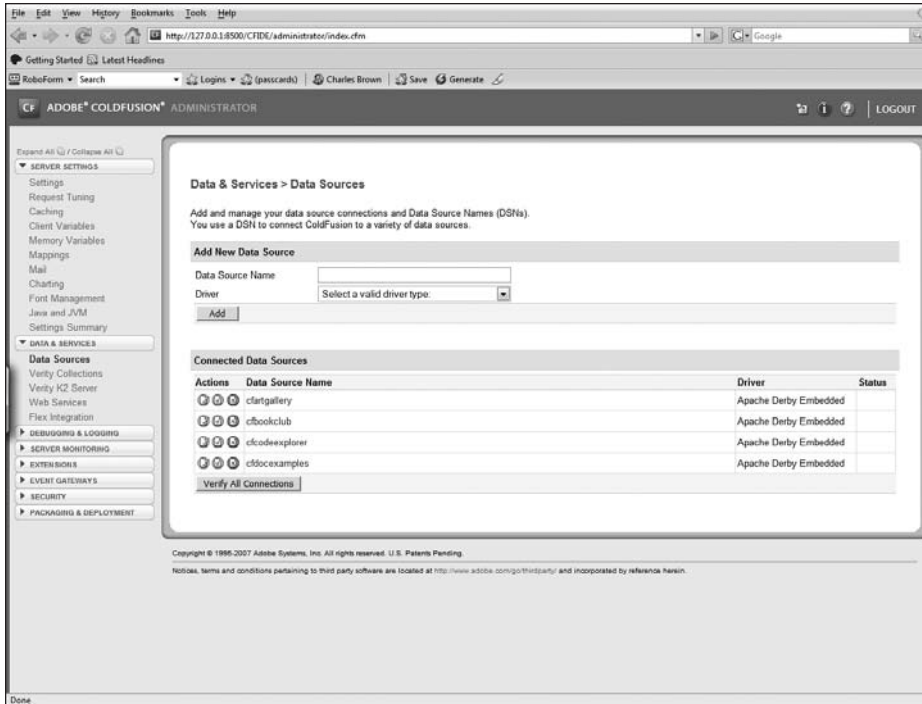 File Edit View History Bookmarks Tools Help
http://127.0.0.1:8500/CFIDE/administrator/index.cfm
Google
Getting Started Latest Headlines
RoboForm Search Logins (passcards) Charles Brown Save Generate
CF ADOBE® COLDFUSION® ADMINISTRATOR
LOGOUT
Expand All / Collapse All
SERVER SETTINGS
Settings
Request Tuning
Caching
Client Variables
Memory Variables
Mappings
Mail
Charting
Font Management
Java and JVM
Settings Summary
DATA & SERVICES
Data Sources
Verity Collections
Verity K2 Server
Web Services
Flex Integration
DEBUGGING & LOGGING
SERVER MONITORING
EXTENSIONS
EVENT GATEWAYS
SECURITY
PACKAGING & DEPLOYMENT
Data & Services > Data Sources
Add and manage your data source connections and Data Source Names (DSNs).
You use a DSN to connect ColdFusion to a variety of data sources.
Add New Data Source
Data Source Name
Driver Select a valid driver type:
Add
Connected Data Sources
Actions Data Source Name Driver Status
cfartgallery Apache Derby Embedded
cfbookclub Apache Derby Embedded
cfcodeexplorer Apache Derby Embedded
cfdocexamples Apache Derby Embedded
Verify All Connections
Copyright © 1995-2007 Adobe Systems, Inc. All rights reserved. U.S. Patents Pending.
Notices, terms and conditions pertaining to third party software are located at http://www.adobe.com/go/thirdparty/ and incorporated by reference herein.
Done